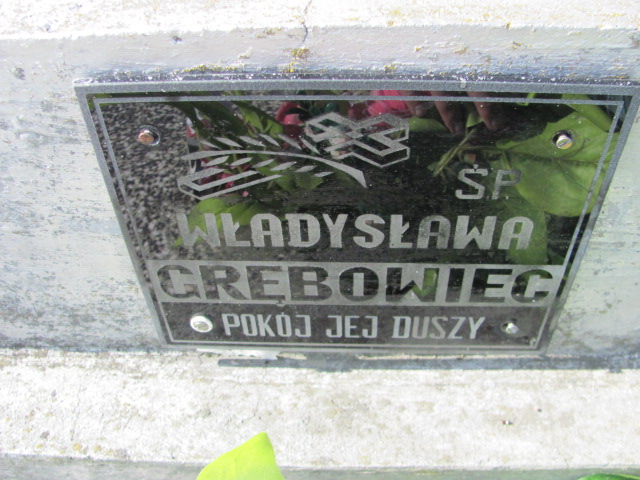 ŚP.
WŁADYSŁAWA
GRĘBOWIEC
POKÓJ JEJ DUSZY